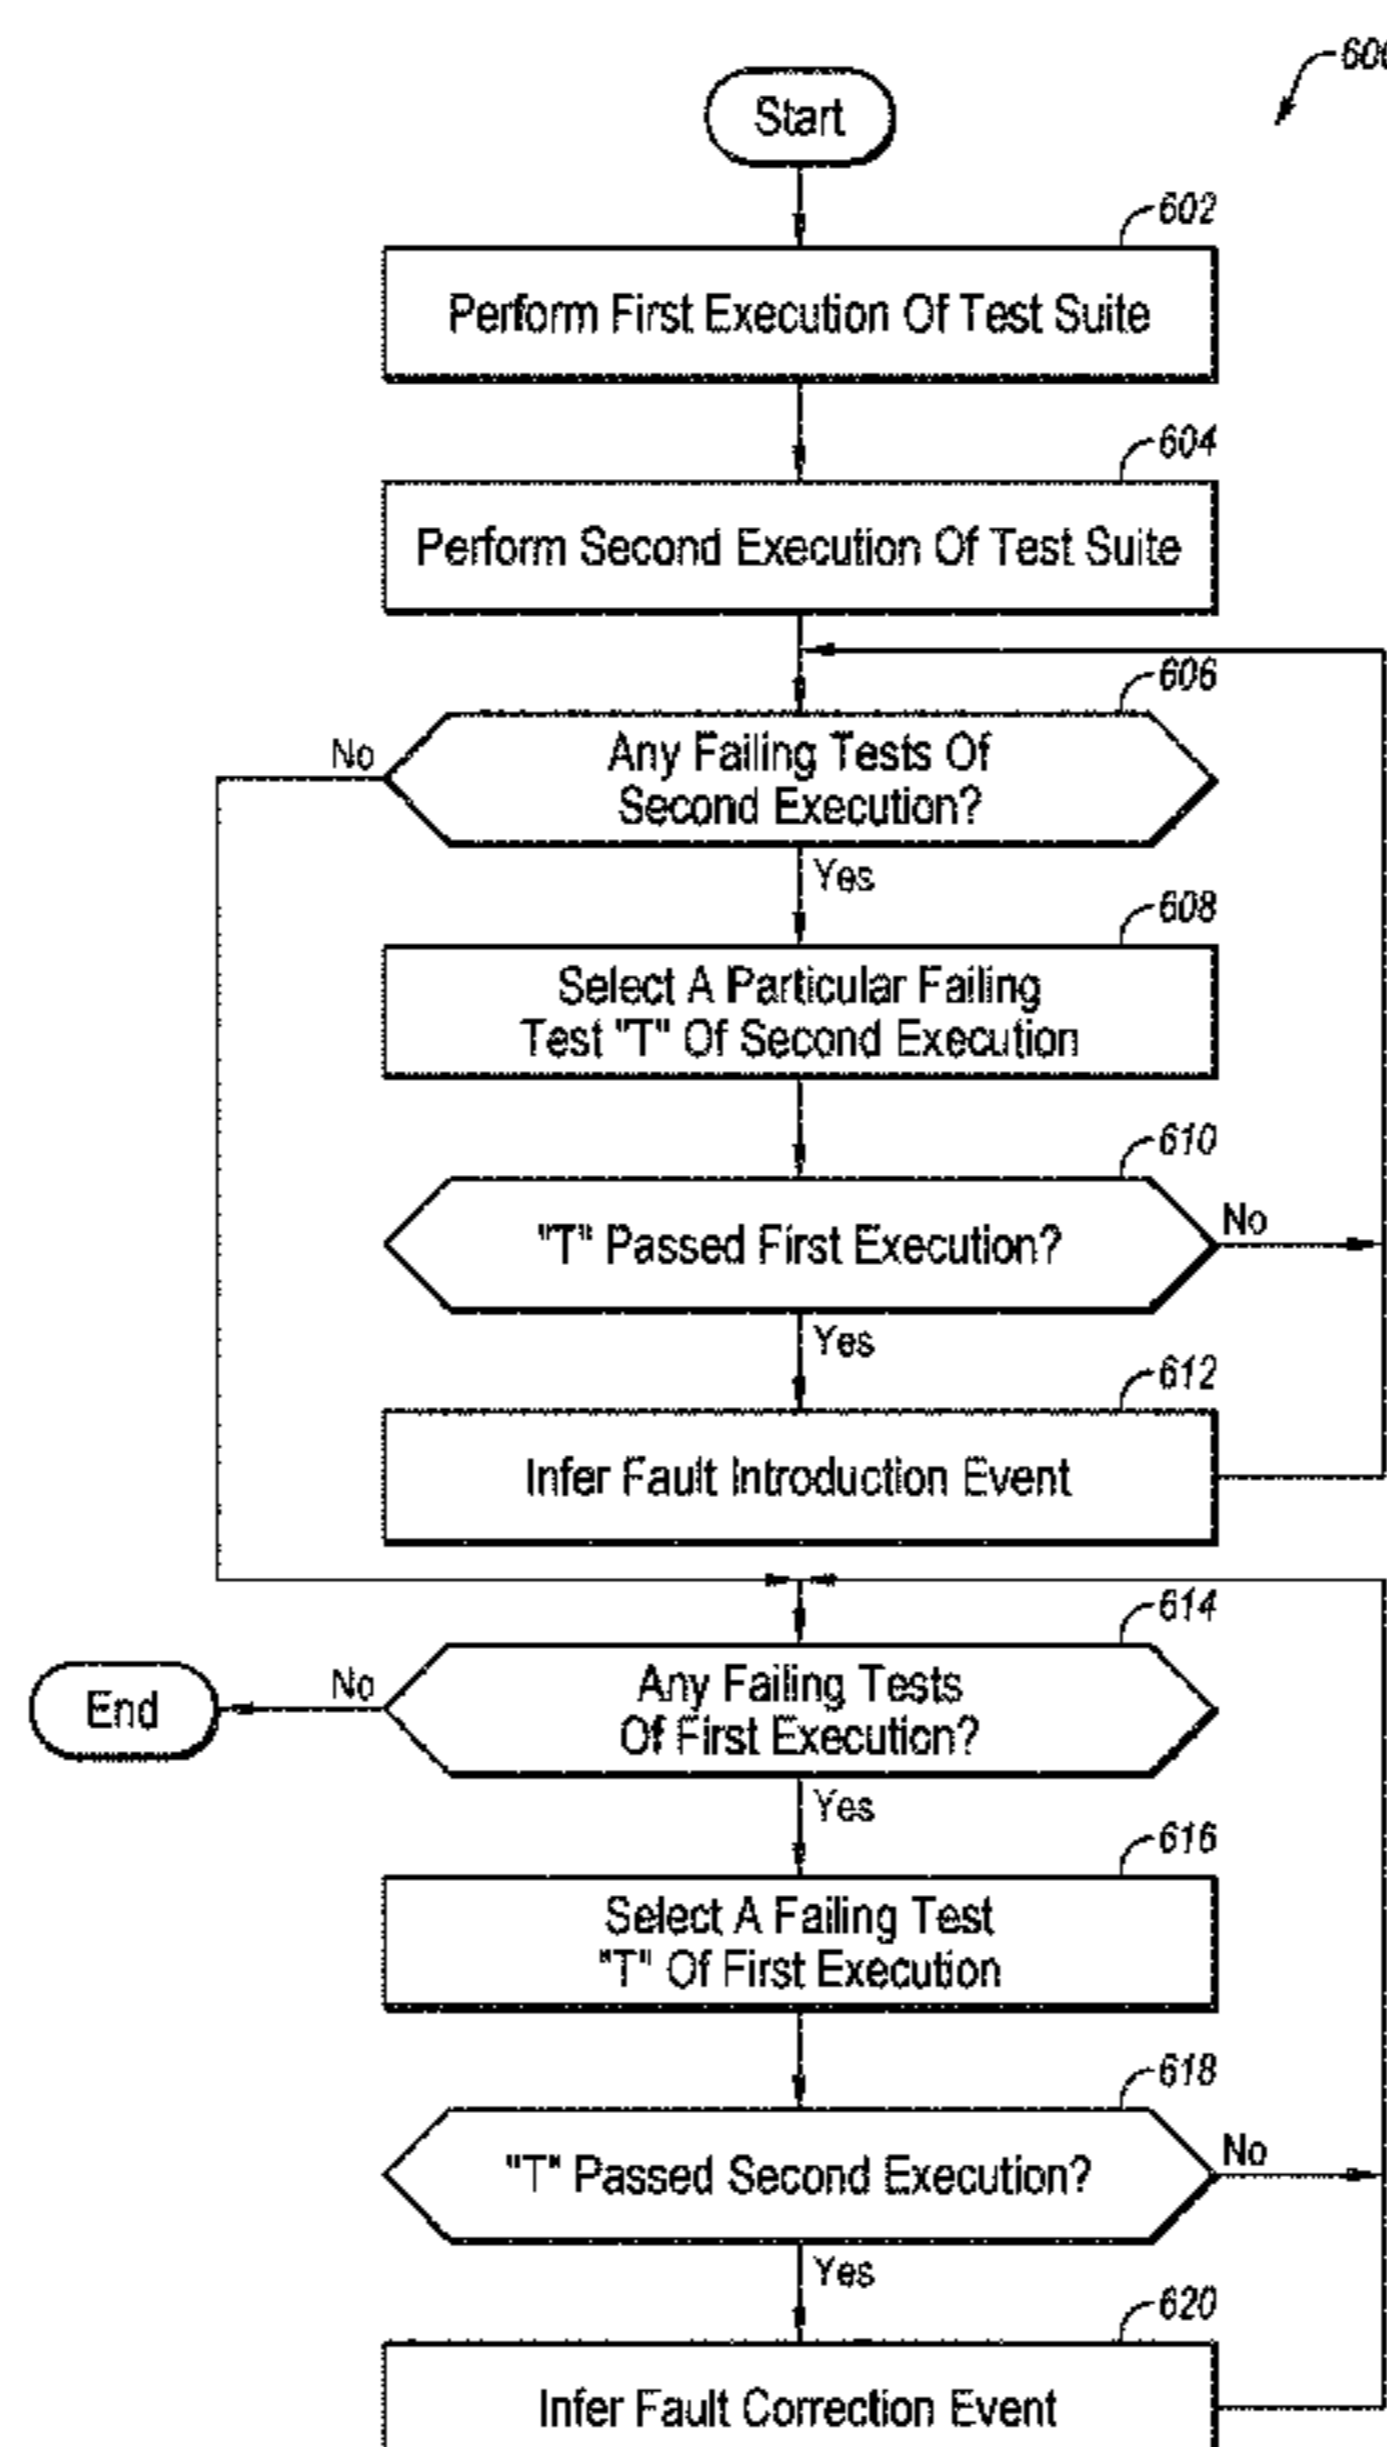 600
Start
602
Perform First Execution Of Test Suite
604
Perform Second Execution Of Test Suite
606
No
Any Failing Tests Of
Second Execution?
Yes
608
Select A Particular Failing
Test "T" Of Second Execution
610
"T" Passed First Execution?
No
Yes
612
Infer Fault Introduction Event
614
End
No
Any Failing Tests
Of First Execution?
Yes
616
Select A Failing Test
"T" Of First Execution
618
"T" Passed Second Execution?
No
Yes
620
Infer Fault Correction Event